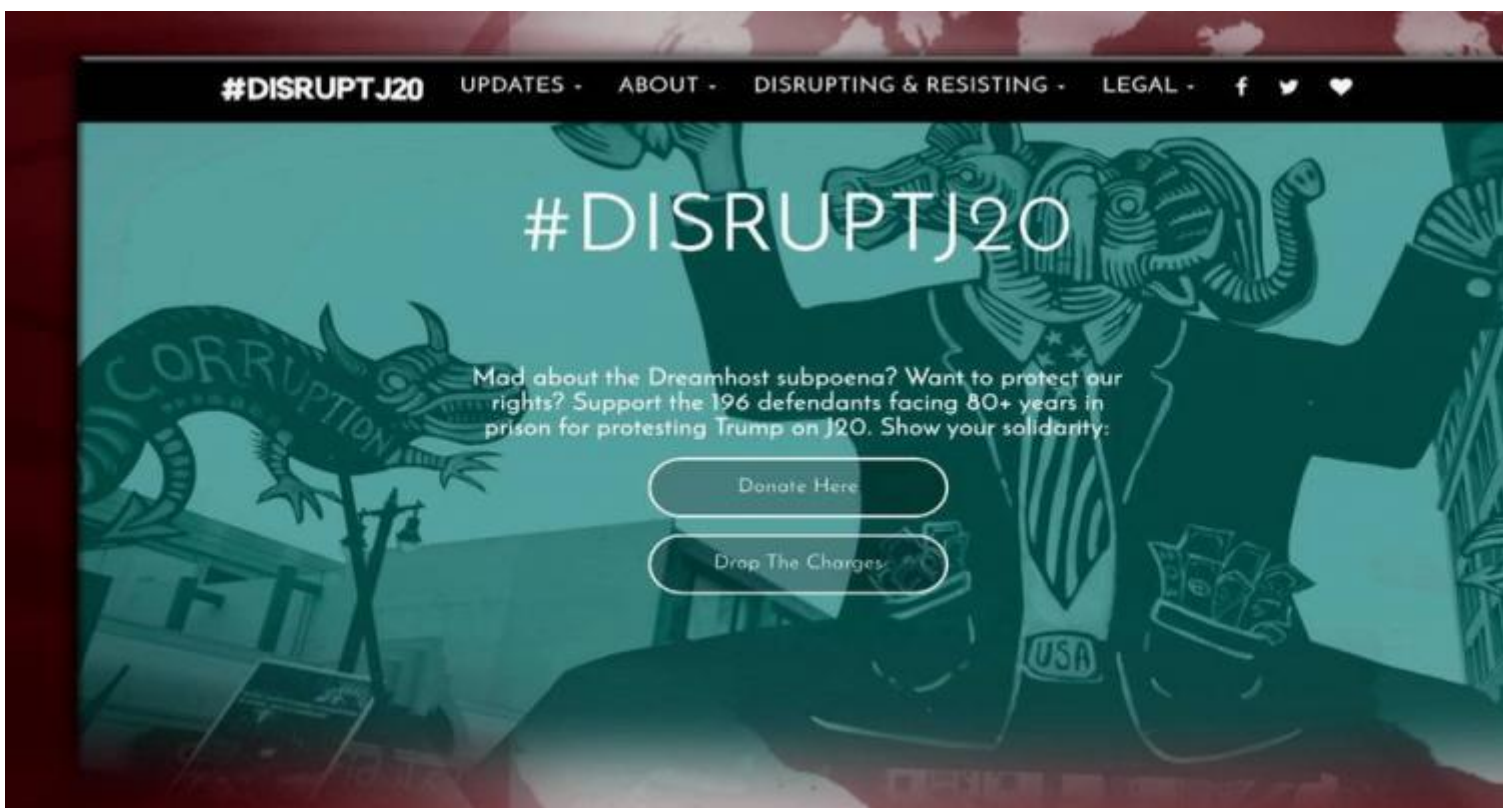 #DISRUPTJ20 UPDATES ABOUT DISRUPTING & RESISTING LEGAL
#DISRUPTJ20
CORRUPTION
Mad about the Dreamhost subpoena? Want to protect our
rights? Support the 196 defendants facing 80+ years in
prison for protesting Trump on J20. Show your solidarity:
Donate Here
Drop The Charges
USA